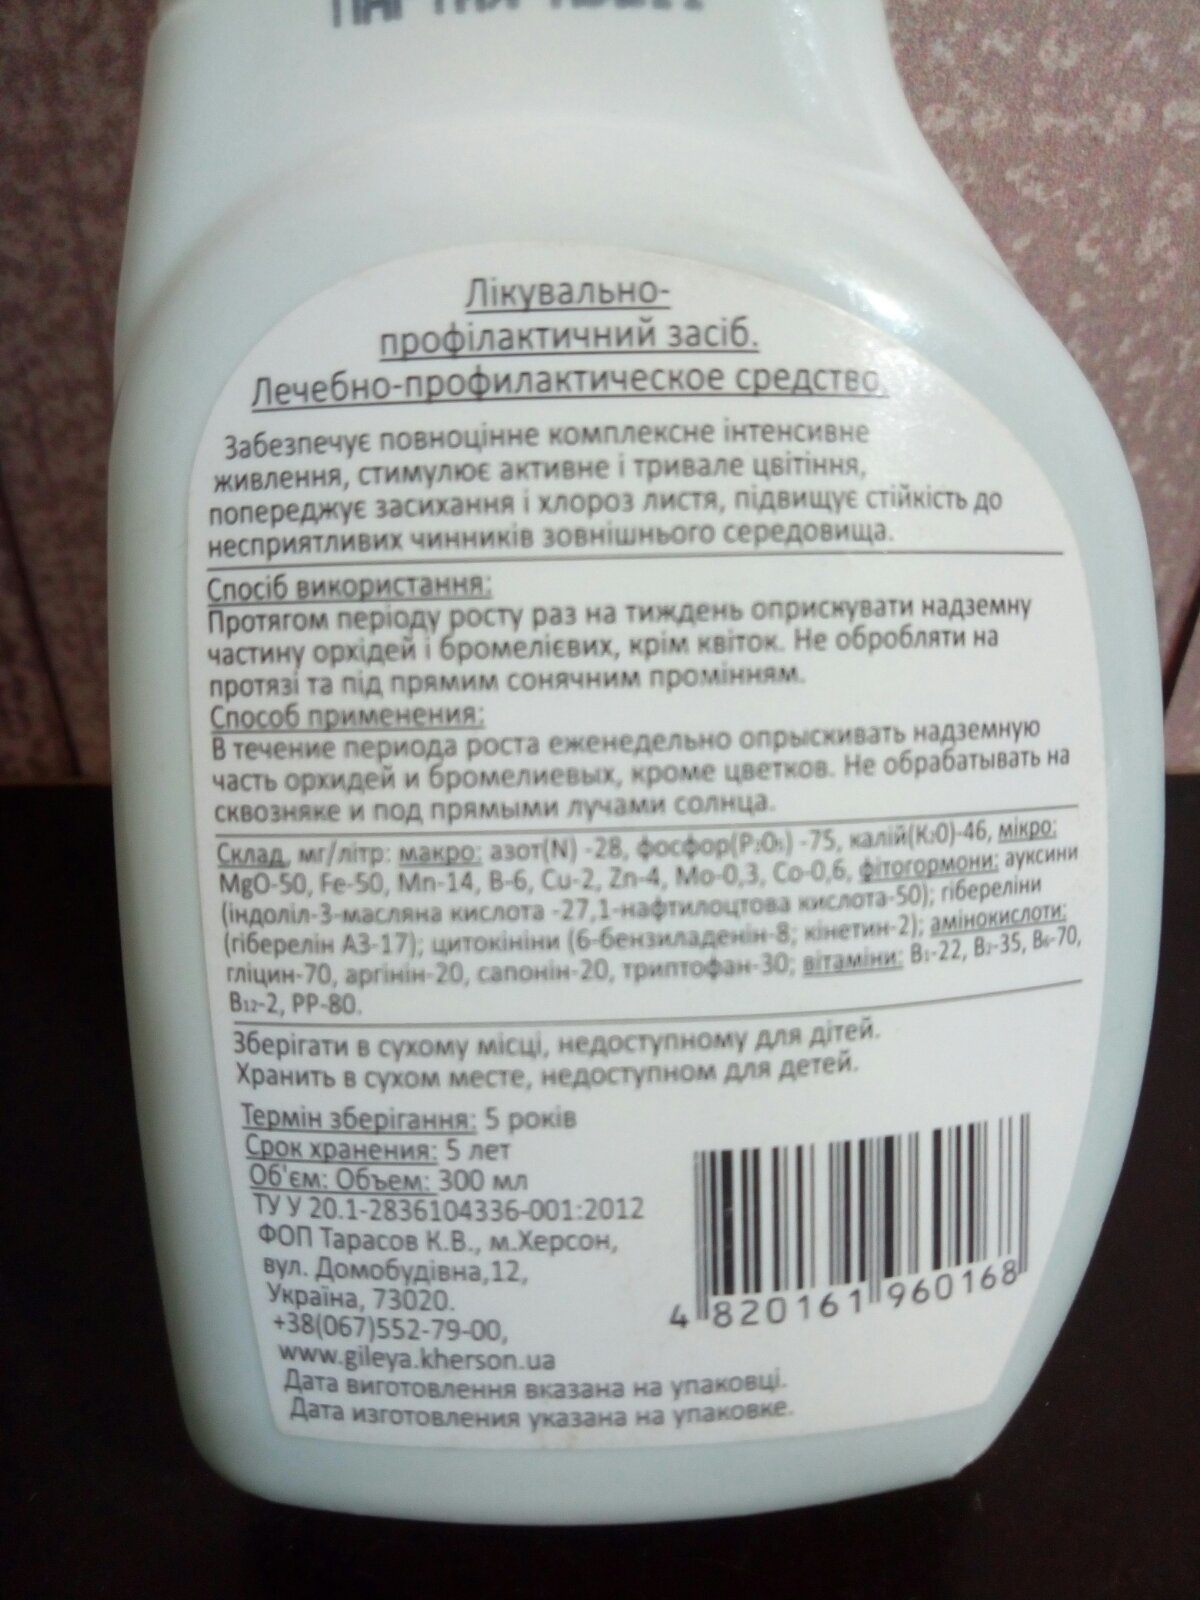 Лікувально-
профілактичний засіб.
Лечебно-профилактическое средство.
Забезпечує повноцінне комплексне інтенсивне
живлення, стимулює активне і тривале цвітіння,
попереджує засихання і хлороз листя, підвищує стійкість до
несприятливих чинників зовнішнього середовища.
Спосіб використання:
Протягом періоду росту раз на тиждень оприскувати надземну
частину орхідей і бромелієвих, крім квіток. Не обробляти на
протязі та під прямим сонячним промінням.
Способ применения:
В течение периода роста еженедельно опрыскивать надземную
часть орхидей и бромелиевых, кроме цветков. Не обрабатывать на
сквозняке и под прямыми лучами солнца.
Склад, мг/літр: макро: азот(N) -28, фосфор(P₂O₅) -75, калій(K₂O)-46, мікро:
MgO-50, Fe-50, Mn-14, B-6, Cu-2, Zn-4, Mo-0,3, Co-0,6, фітогормони: ауксини
(індоліл-3-масляна кислота -27,1-нафтилоцтова кислота-50); гібереліни
(гіберелін А3-17); цитокініни (6-бензиладенін-8; кінетин-2); амінокислоти:
гліцин-70, аргінін-20, сапонін-20, триптофан-30; вітаміни: B₁-22, B₂-35, B₆-70,
B₁₂-2, PP-80.
Зберігати в сухому місці, недоступному для дітей.
Хранить в сухом месте, недоступном для детей.
Термін зберігання: 5 років
Срок хранения: 5 лет
Об'єм: Объем: 300 мл
ТУ У 20.1-2836104336-001:2012
ФОП Тарасов К.В., м.Херсон,
вул. Домобудівна,12,
Україна, 73020.
+38(067)552-79-00,
www.gileya.kherson.ua
Дата виготовлення вказана на упаковці.
Дата изготовления указана на упаковке.
4 820161 960168